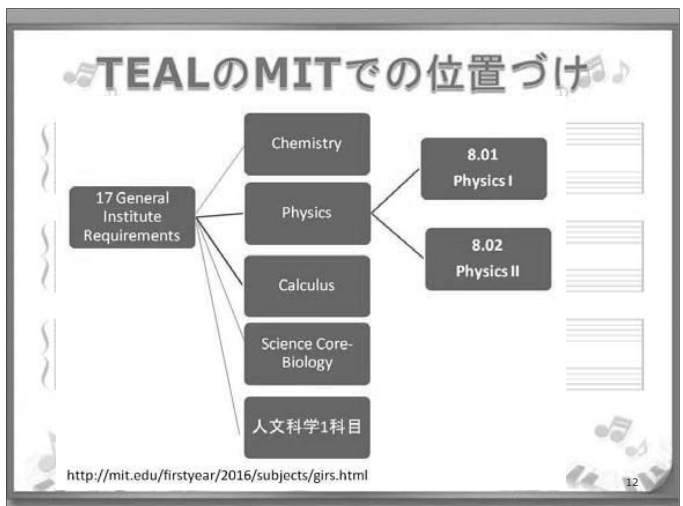 TEALのMITでの位置づけ
17 General
Institute
Requirements
Chemistry
Physics
Calculus
Science Core-
Biology
人文科学1科目
8.01
Physics I
8.02
Physics II
http://mit.edu/firstyear/2016/subjects/girs.html
12